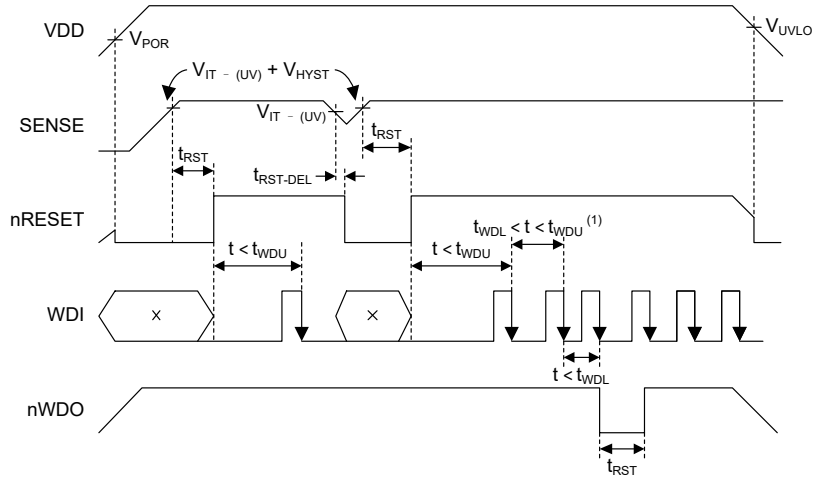 VDD
V_POR
V_UVLO
V_IT - (UV) + V_HYST
V_IT - (UV)
SENSE
t_RST
t_RST
t_RST-DEL
nRESET
t_WDL < t < t_WDU (1)
t < t_WDU
t < t_WDU
WDI
×
×
t < t_WDL
nWDO
t_RST